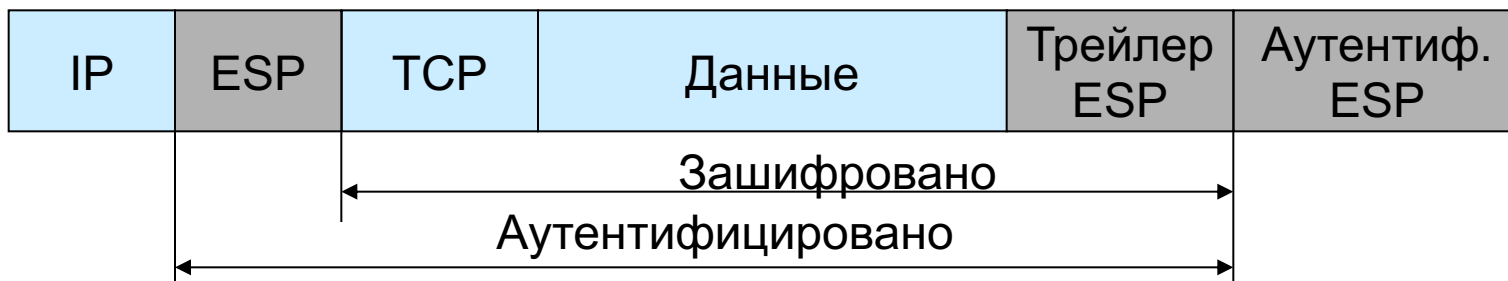 IP
ESP
TCP
Данные
Трейлер
ESP
Аутентиф.
ESP
Зашифровано
Аутентифицировано